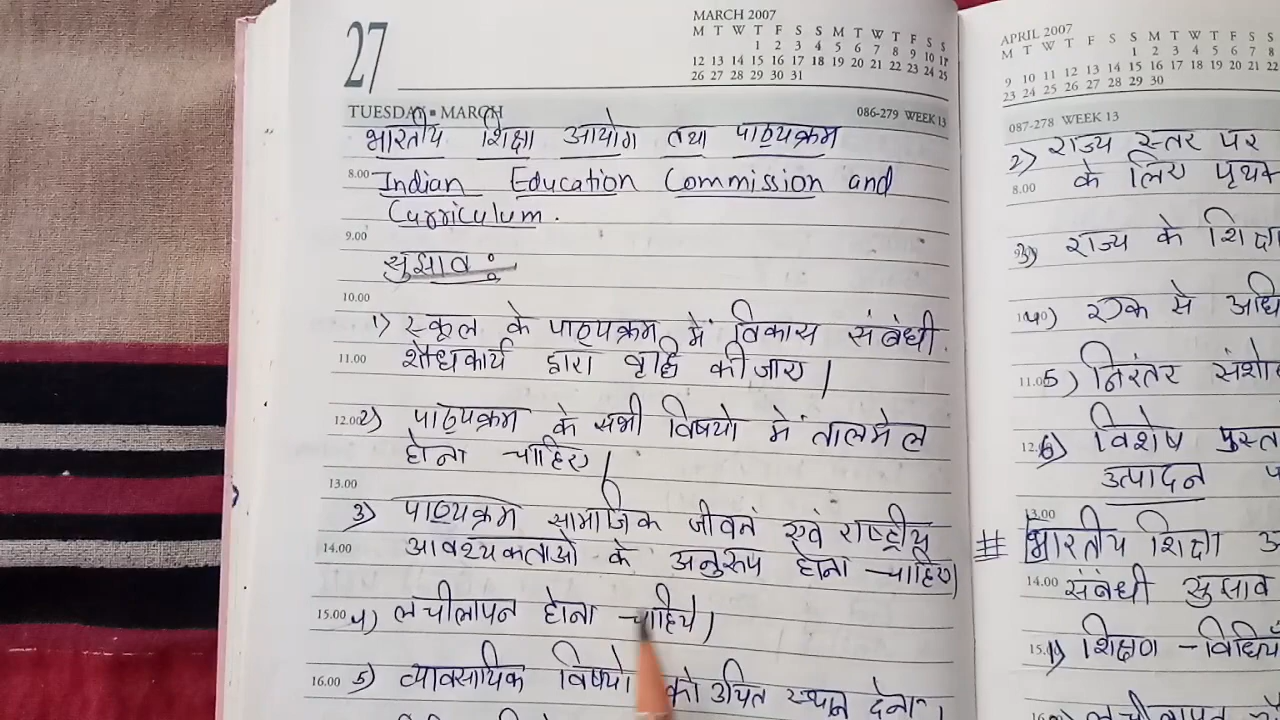 27
MARCH 2007
M T W T F S S M T W T F S S
1 2 3 4 5 6 7 8 9 10 11
12 13 14 15 16 17 18 19 20 21 22 23 24 25
26 27 28 29 30 31
TUESDAY ▪ MARCH
086-279 WEEK 13
भारतीय शिक्षा आयोग तथा पाठ्यक्रम
8.00 Indian Education Commission and
Curriculum.
9.00
सुझाव :
10.00
1) स्कूल के पाठ्यक्रम में विकास संबंधी
11.00 शोधकार्य द्वारा वृद्धि की जाए।
12.00 2) पाठ्यक्रम के सभी विषयो में तालमेल
होना चाहिए।
13.00
3) पाठ्यक्रम सामाजिक जीवन एवं राष्ट्रीय
14.00 आवश्यकताओ के अनुरूप होना चाहिए।
15.00 4) लचीलापन होना चाहिये।
16.00 5) व्यावसायिक विषयो को उचित स्थान देना।
APRIL 2007
M T W T F S S M T W T F S
1 2 3 4 5 6 7 8
9 10 11 12 13 14 15 16 17 18 19 20 21 22
23 24 25 26 27 28 29 30
087-278 WEEK 13
2) राज्य स्तर पर
8.00 के लिए पृथक
3) राज्य के
4) एक से
11.00 5) निरंतर
12.00 6) विशेष
उत्पादन
13.00
# भारतीय शिक्षा
14.00 संबंधी सुझाव
15.00 1) शिक्षण -